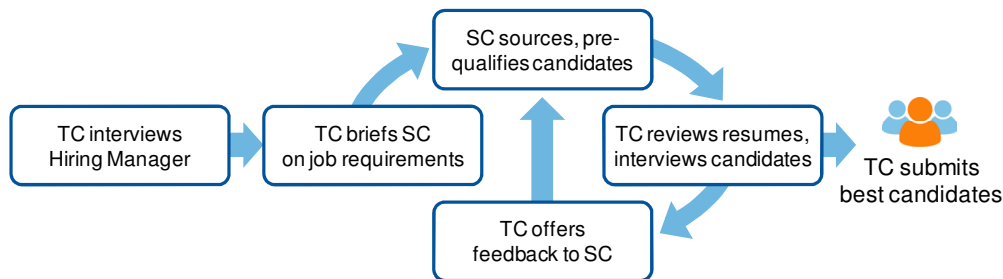 TC interviews
Hiring Manager
TC briefs SC
on job requirements
SC sources, pre-
qualifies candidates
TC reviews resumes,
interviews candidates
TC offers
feedback to SC
TC submits
best candidates